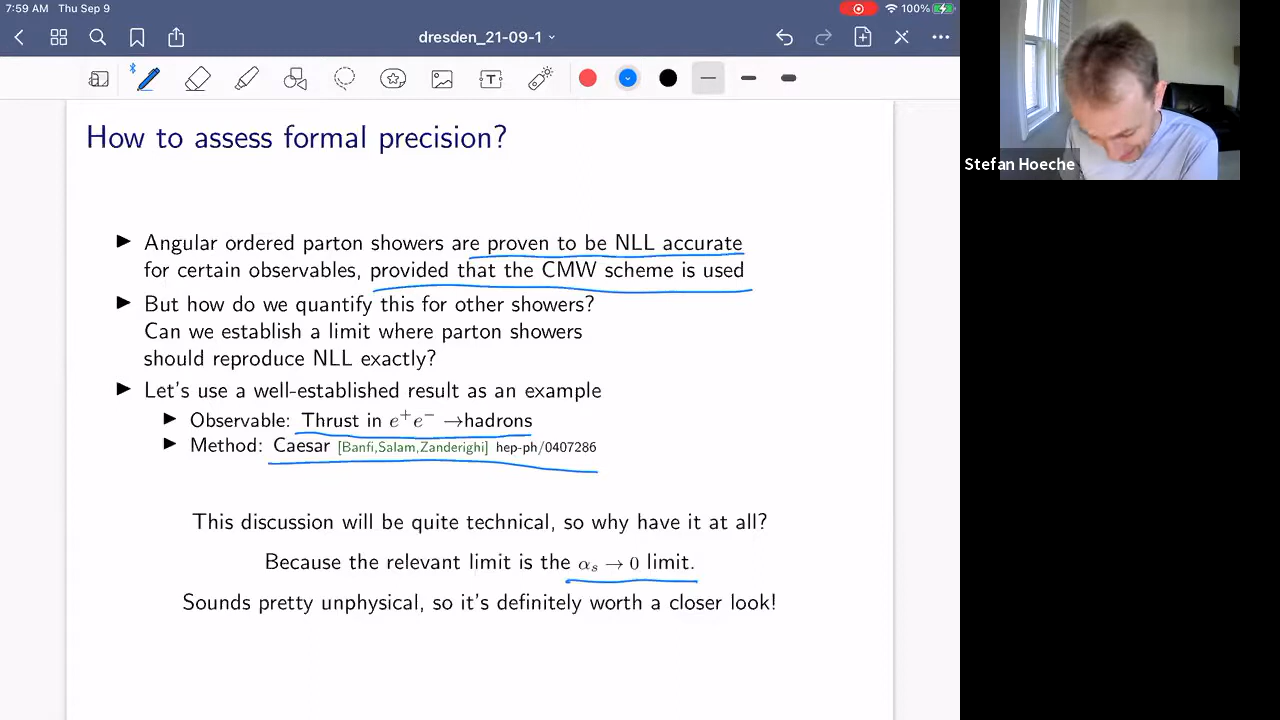 7:59 AM Thu Sep 9
100%
dresden_21-09-1
Stefan Hoeche
How to assess formal precision?
► Angular ordered parton showers are proven to be NLL accurate
for certain observables, provided that the CMW scheme is used
► But how do we quantify this for other showers?
Can we establish a limit where parton showers
should reproduce NLL exactly?
► Let's use a well-established result as an example
► Observable: Thrust in e⁺e⁻ →hadrons
► Method: Caesar [Banfi,Salam,Zanderighi] hep-ph/0407286
This discussion will be quite technical, so why have it at all?
Because the relevant limit is the αₛ → 0 limit.
Sounds pretty unphysical, so it's definitely worth a closer look!